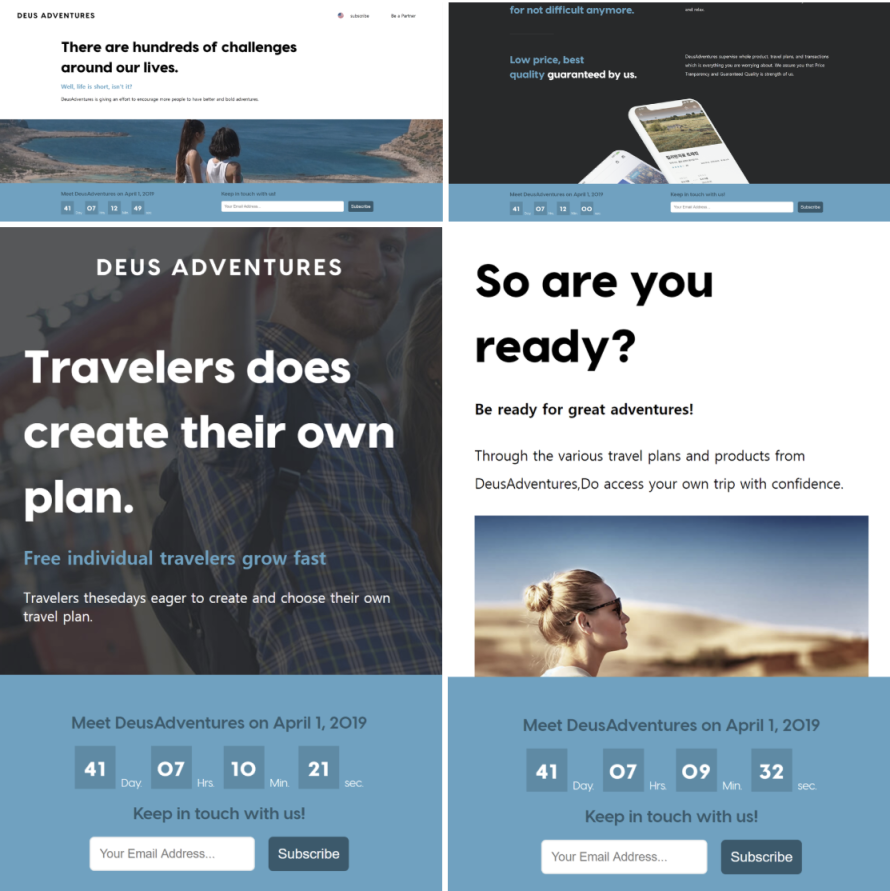 DEUS ADVENTURES
subscribe
Be a Partner
There are hundreds of challenges
around our lives.
Well, life is short, isn't it?
DeusAdventures is giving an effort to encourage more people to have better and bold adventures.
Meet DeusAdventures on April 1, 2019
41 Day. 07 Hrs. 12 Min. 49 sec.
Keep in touch with us!
Your Email Address...
Subscribe
for not difficult anymore.
and relax.
Low price, best
quality guaranteed by us.
DeusAdventures supervise whole product, travel plans, and transactions
which is everything you are worrying about. We assure you that Price
Transparency and Guaranteed Quality is strength of us.
Meet DeusAdventures on April 1, 2019
41 Day. 07 Hrs. 12 Min. 00 sec.
Keep in touch with us!
Your Email Address...
Subscribe
DEUS ADVENTURES
Travelers does
create their own
plan.
Free individual travelers grow fast
Travelers thesedays eager to create and choose their own
travel plan.
Meet DeusAdventures on April 1, 2019
41 Day. 07 Hrs. 10 Min. 21 sec.
Keep in touch with us!
Your Email Address...
Subscribe
So are you
ready?
Be ready for great adventures!
Through the various travel plans and products from
DeusAdventures,Do access your own trip with confidence.
Meet DeusAdventures on April 1, 2019
41 Day. 07 Hrs. 09 Min. 32 sec.
Keep in touch with us!
Your Email Address...
Subscribe